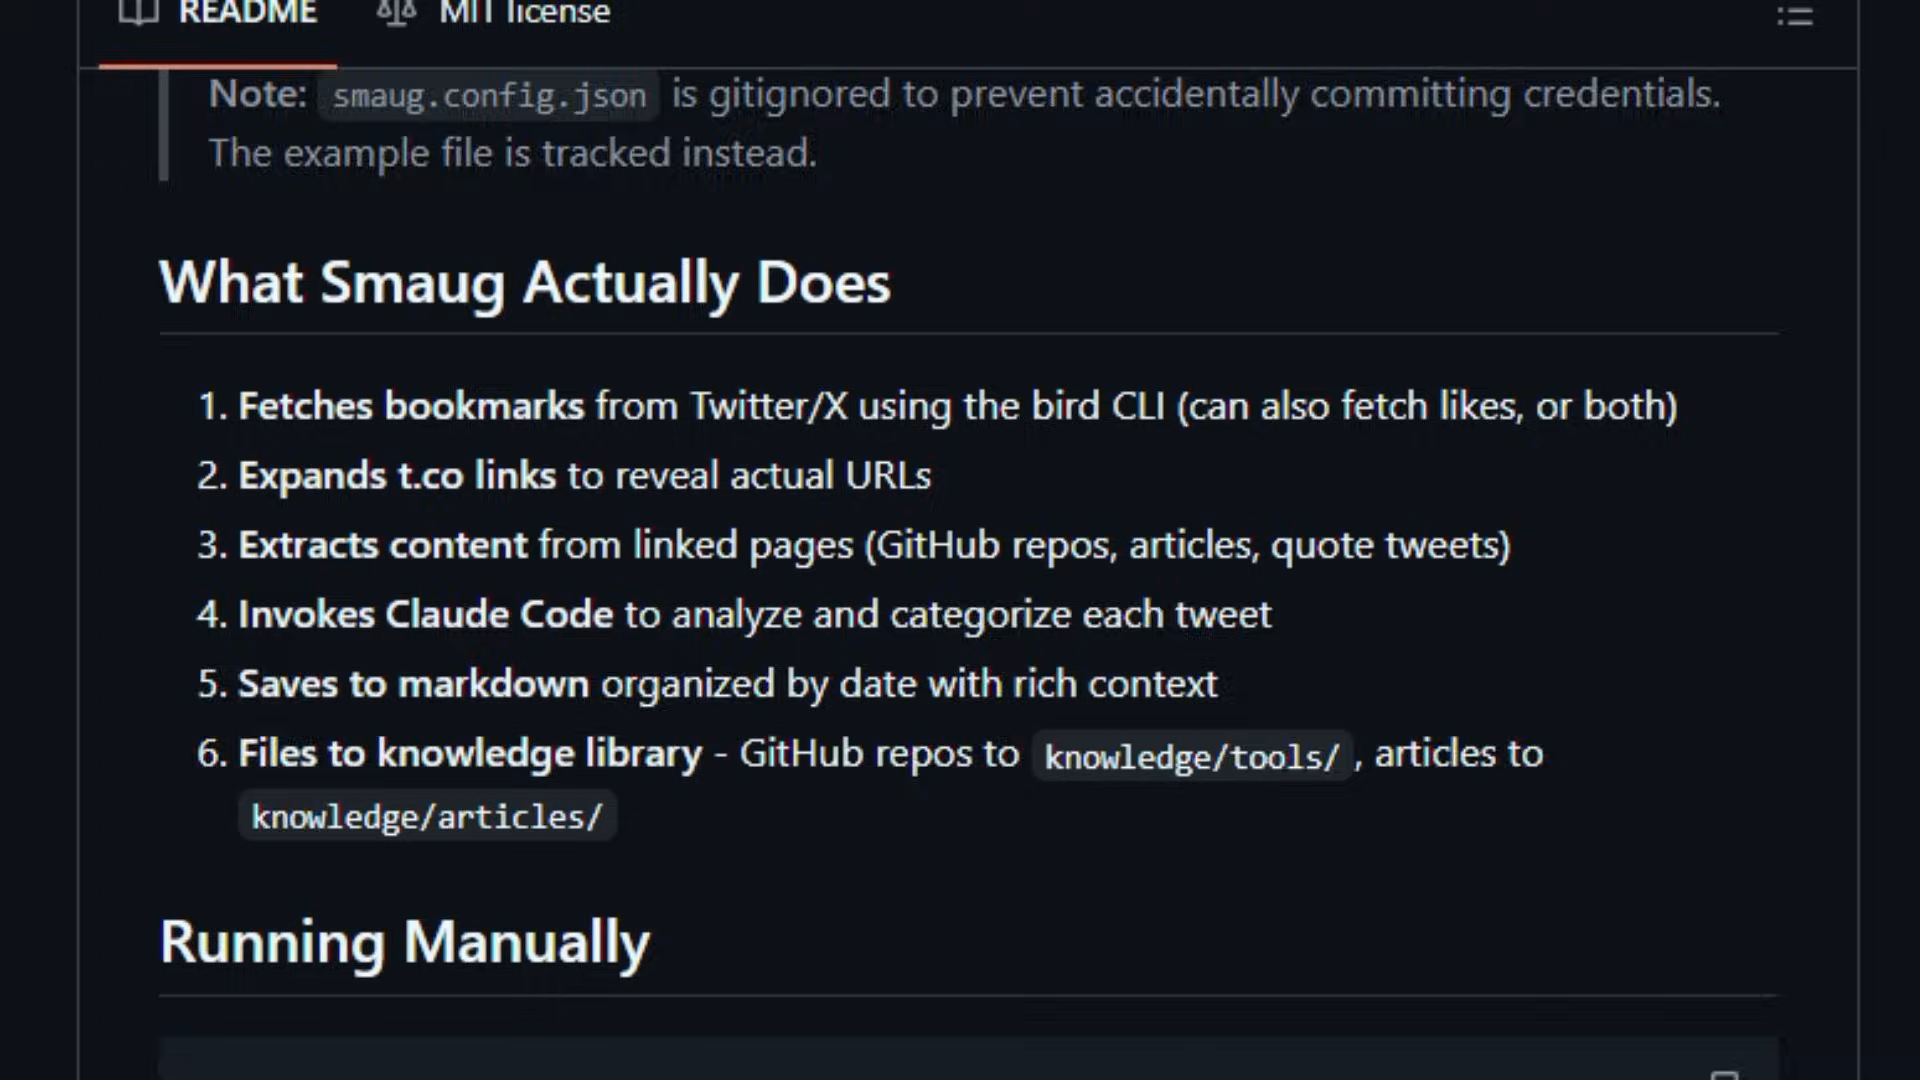 README MIT license
Note: smaug.config.json is gitignored to prevent accidentally committing credentials.
The example file is tracked instead.
What Smaug Actually Does
1. Fetches bookmarks from Twitter/X using the bird CLI (can also fetch likes, or both)
2. Expands t.co links to reveal actual URLs
3. Extracts content from linked pages (GitHub repos, articles, quote tweets)
4. Invokes Claude Code to analyze and categorize each tweet
5. Saves to markdown organized by date with rich context
6. Files to knowledge library - GitHub repos to knowledge/tools/, articles to
knowledge/articles/
Running Manually